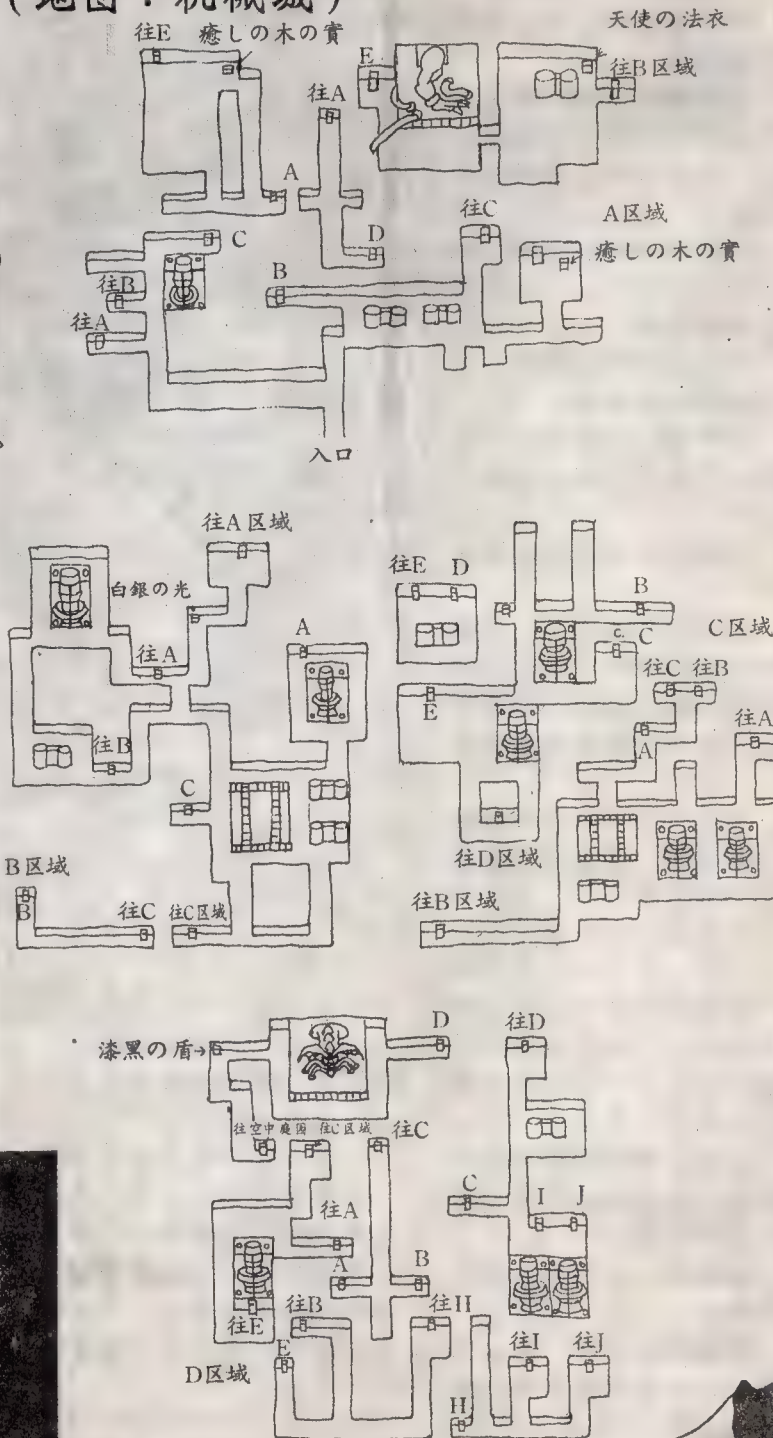 (地图：机械城)
往E 癒しの木の實
天使の法衣
E
往B区域
往A
A
往C
A区域
C
D
癒しの木の實
往B
B
往A
入口
往A区域
白銀の光
往A
A
往B
C
B区域
B
往C
往C区域
往E
D
B
C区域
c.
C
往C
往B
E
往A
A
往D区域
往B区域
漆黑の盾→
D
往D
往空中庭园
往C区域
往C
C
I
J
往A
A
B
往E
往B
往H
E
往I
往J
D区域
H